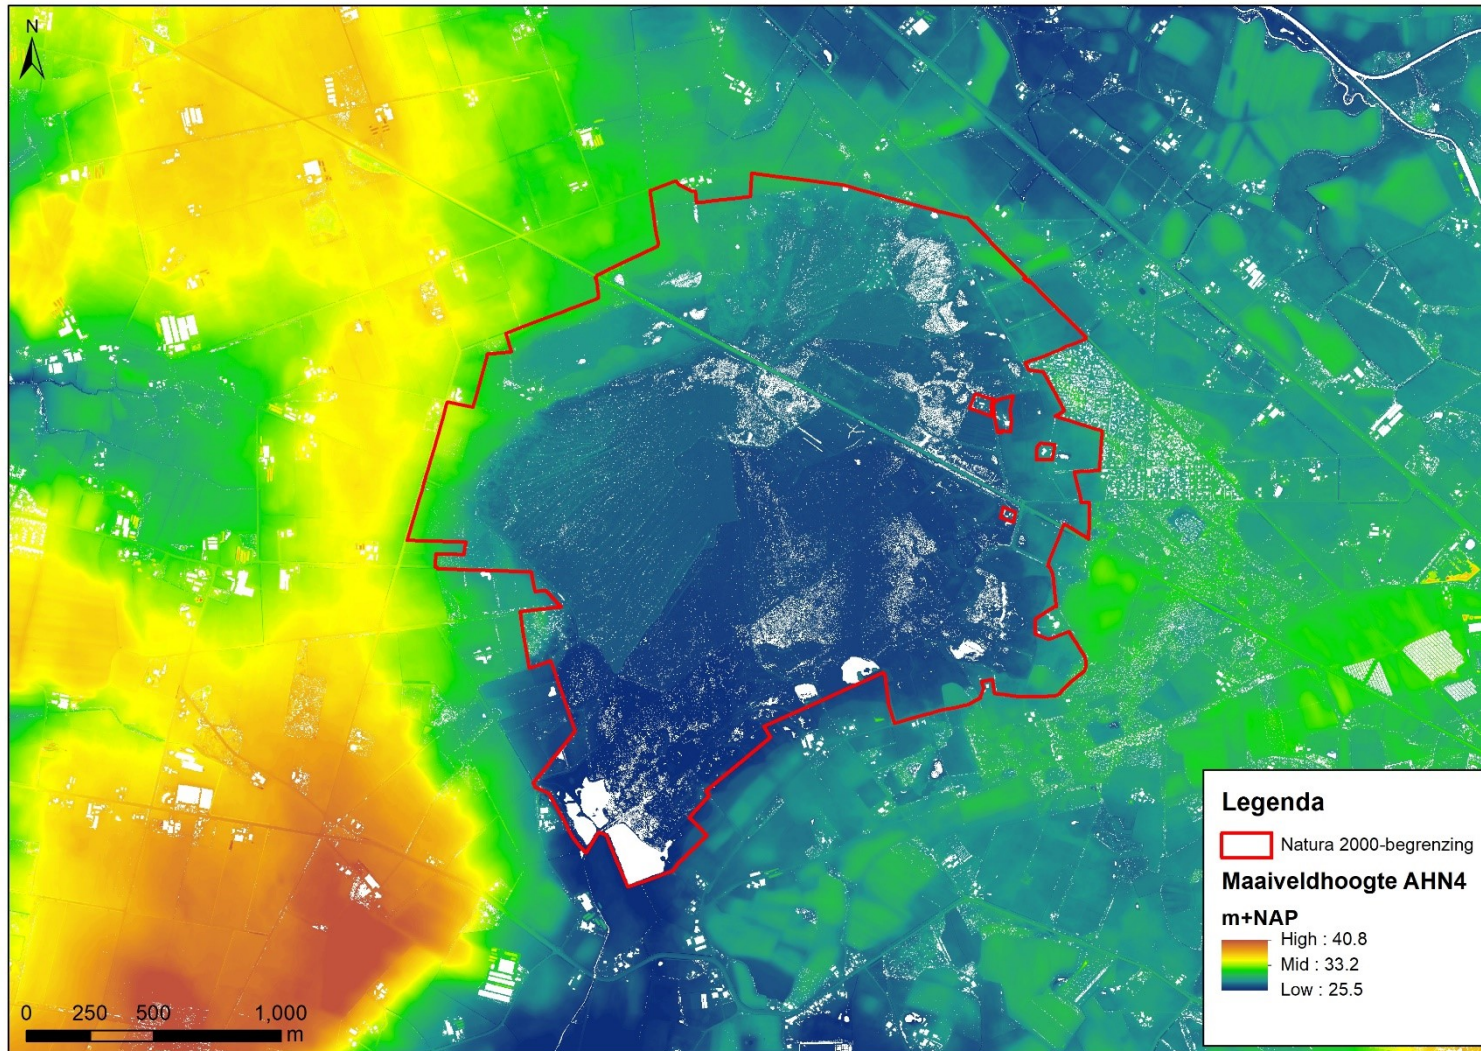 N
Legenda
Natura 2000-begrenzing
Maaiveldhoogte AHN4
m+NAP
High : 40.8
Mid : 33.2
Low : 25.5
0 250 500 1,000
m